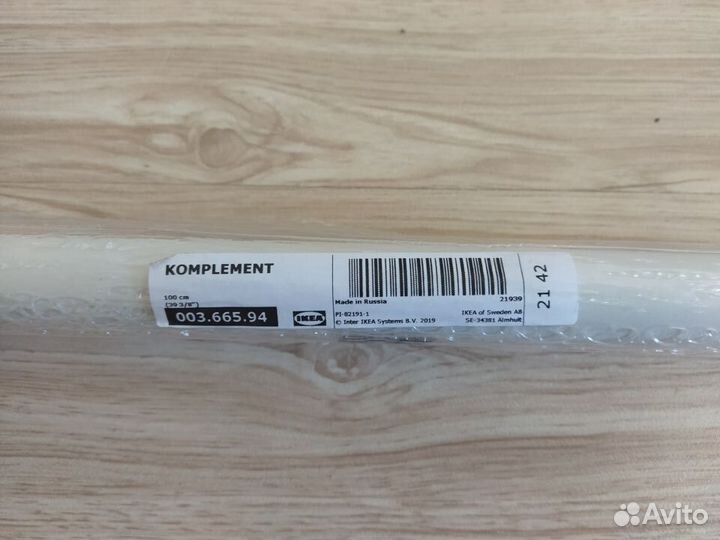 KOMPLEMENT
100 cm
(39 3/8")
003.665.94
IKEA
Made in Russia
21939
PI-82191-1
© Inter IKEA Systems B.V. 2019
IKEA of Sweden AB
SE-34381 Älmhult
21 42
Avito